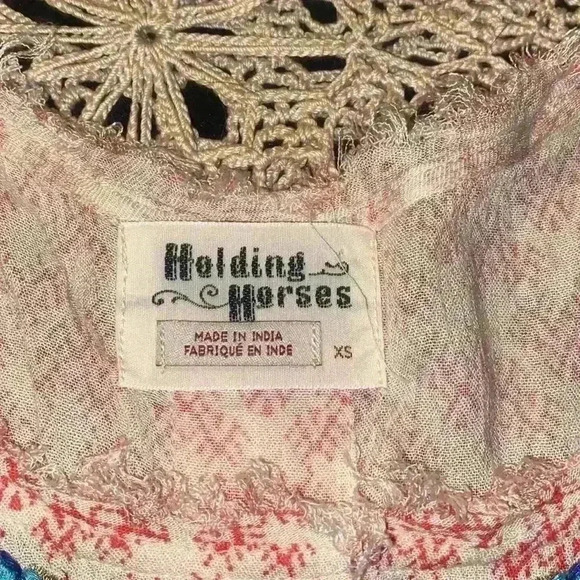 Holding
Horses
MADE IN INDIA
FABRIQUÉ EN INDE
XS